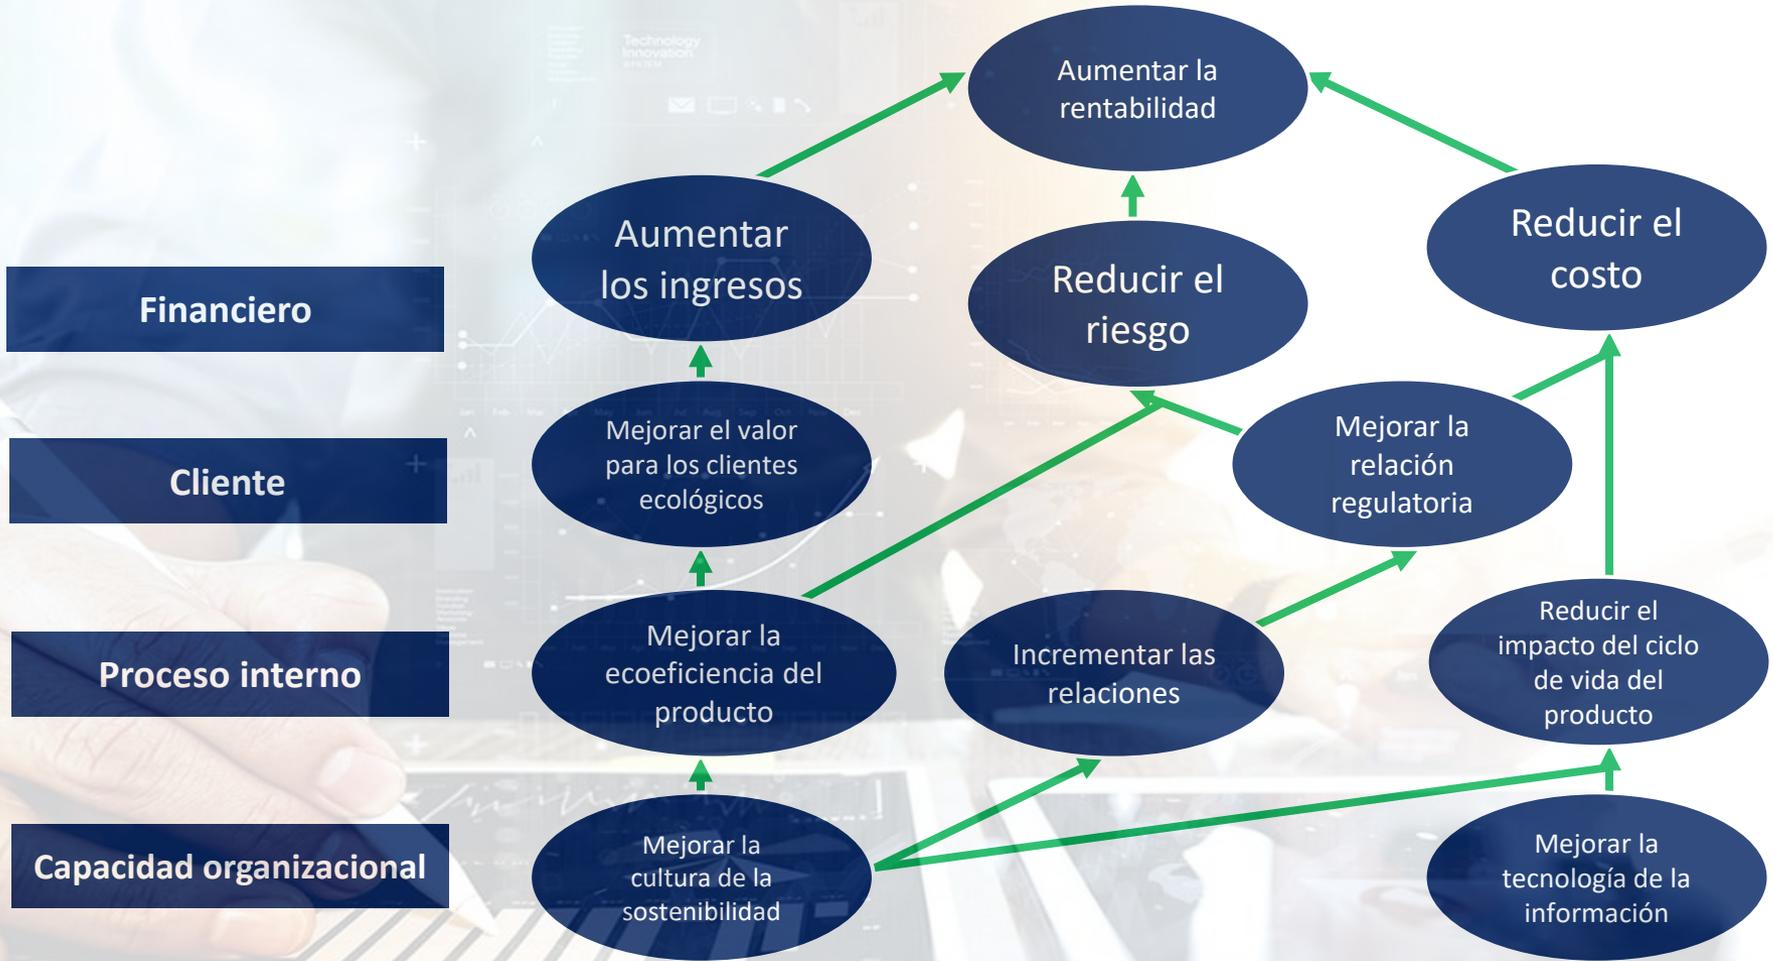 Technology
Innovation
SYSTEM
Aumentar la
rentabilidad
Aumentar
los ingresos
Reducir el
riesgo
Reducir el
costo
Financiero
Mejorar el valor
para los clientes
ecológicos
Mejorar la
relación
regulatoria
Cliente
Mejorar la
ecoeficiencia del
producto
Incrementar las
relaciones
Reducir el
impacto del ciclo
de vida del
producto
Proceso interno
Mejorar la
cultura de la
sostenibilidad
Mejorar la
tecnología de la
información
Capacidad organizacional